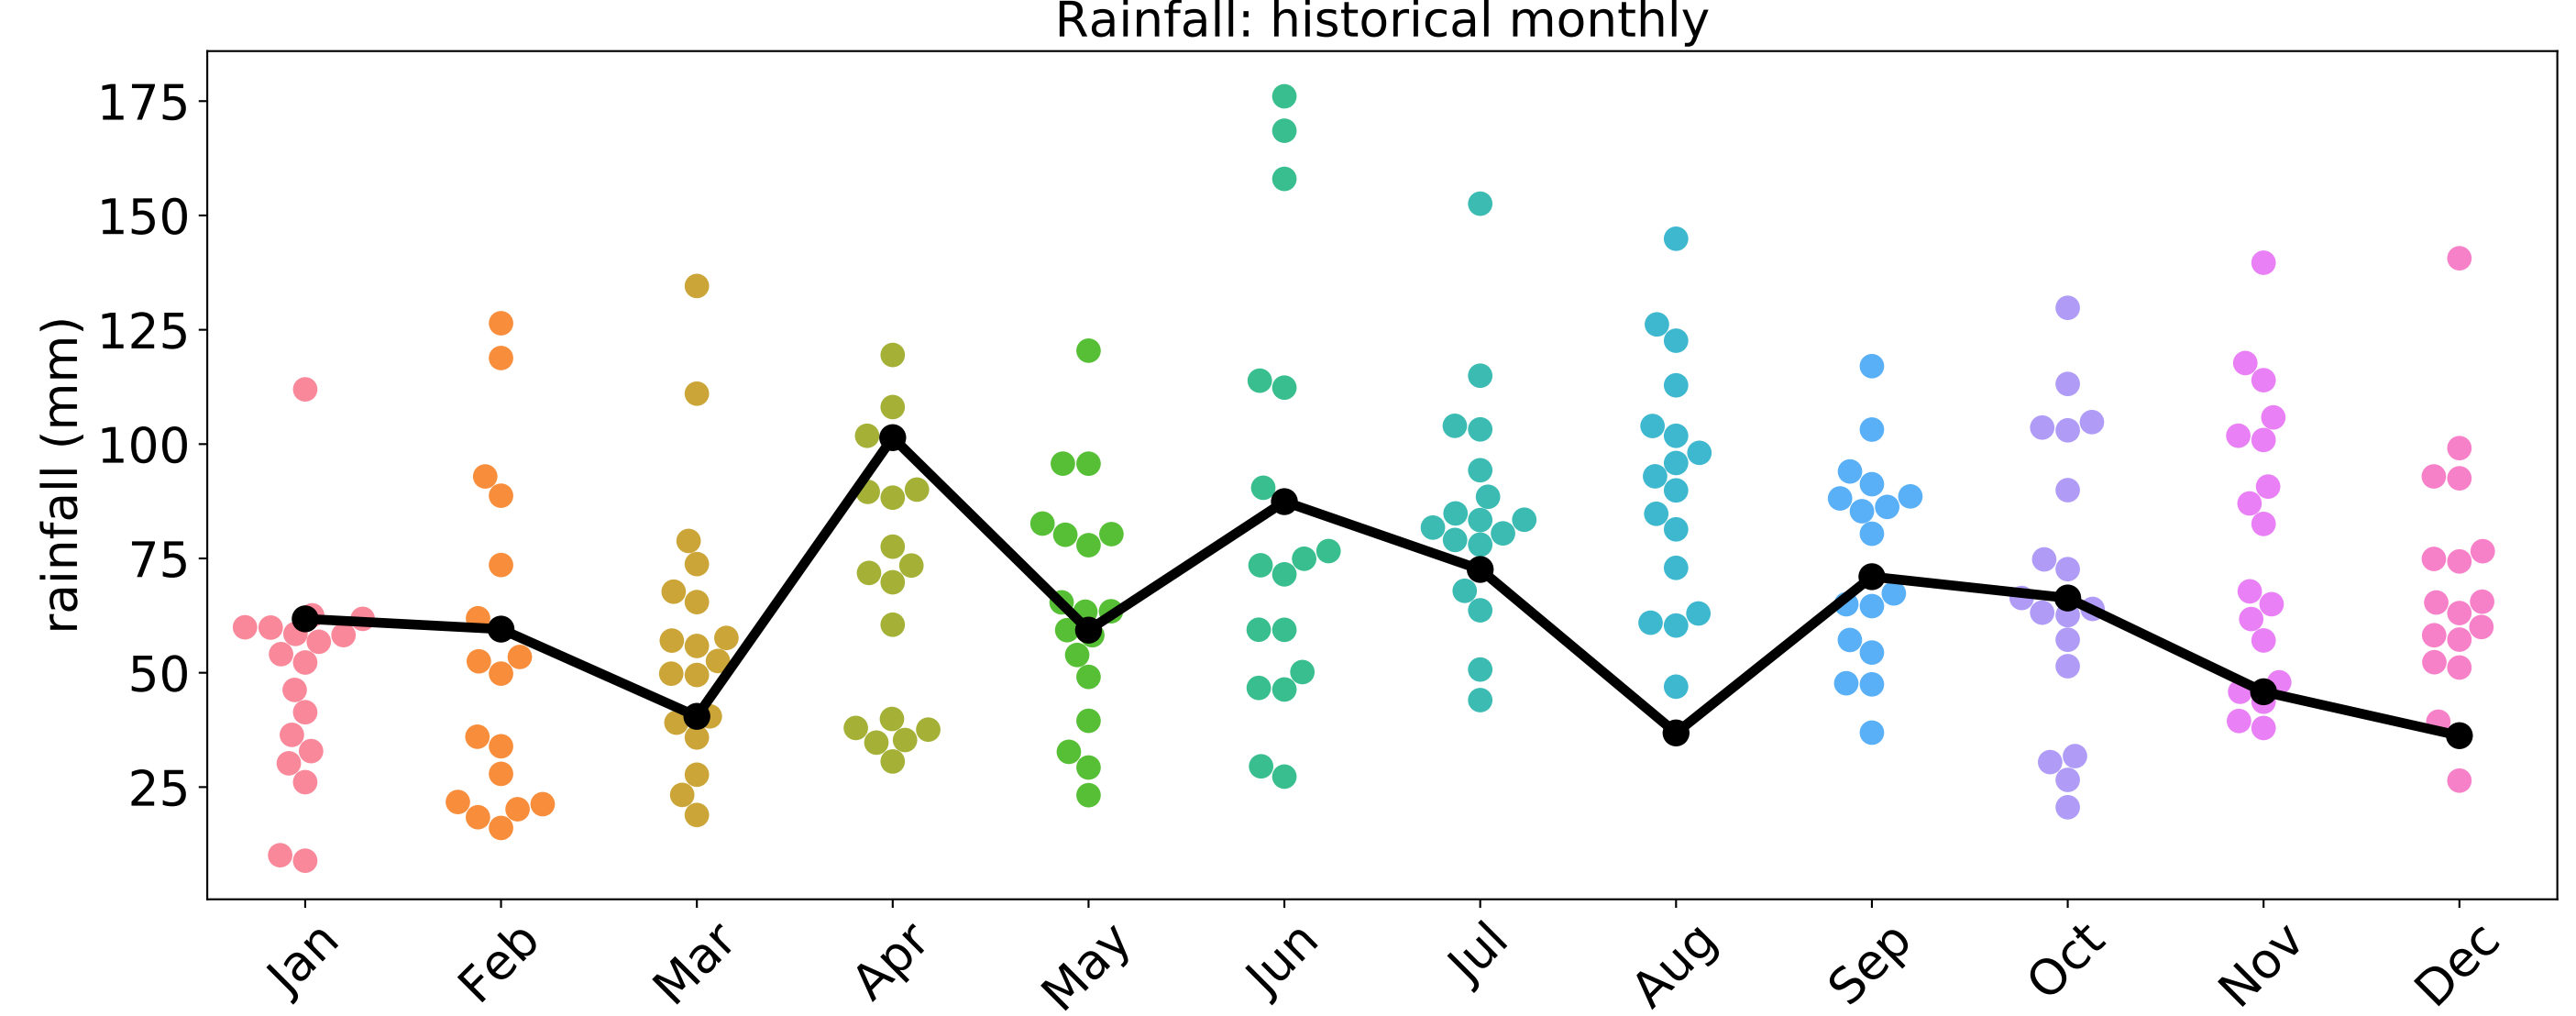 Rainfall: historical monthly
rainfall (mm)
175
150
125
100
75
50
25
Jan
Feb
Mar
Apr
May
Jun
Jul
Aug
Sep
Oct
Nov
Dec